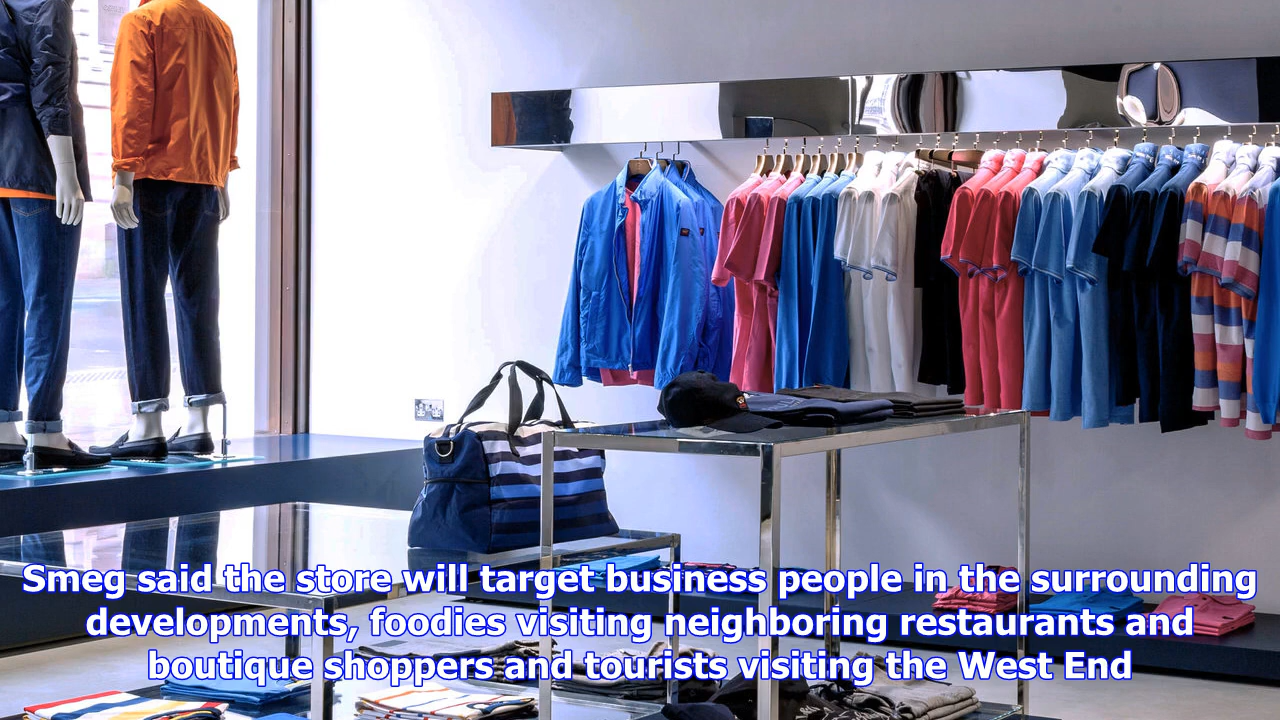 Smeg said the store will target business people in the surrounding
developments, foodies visiting neighboring restaurants and
boutique shoppers and tourists visiting the West End